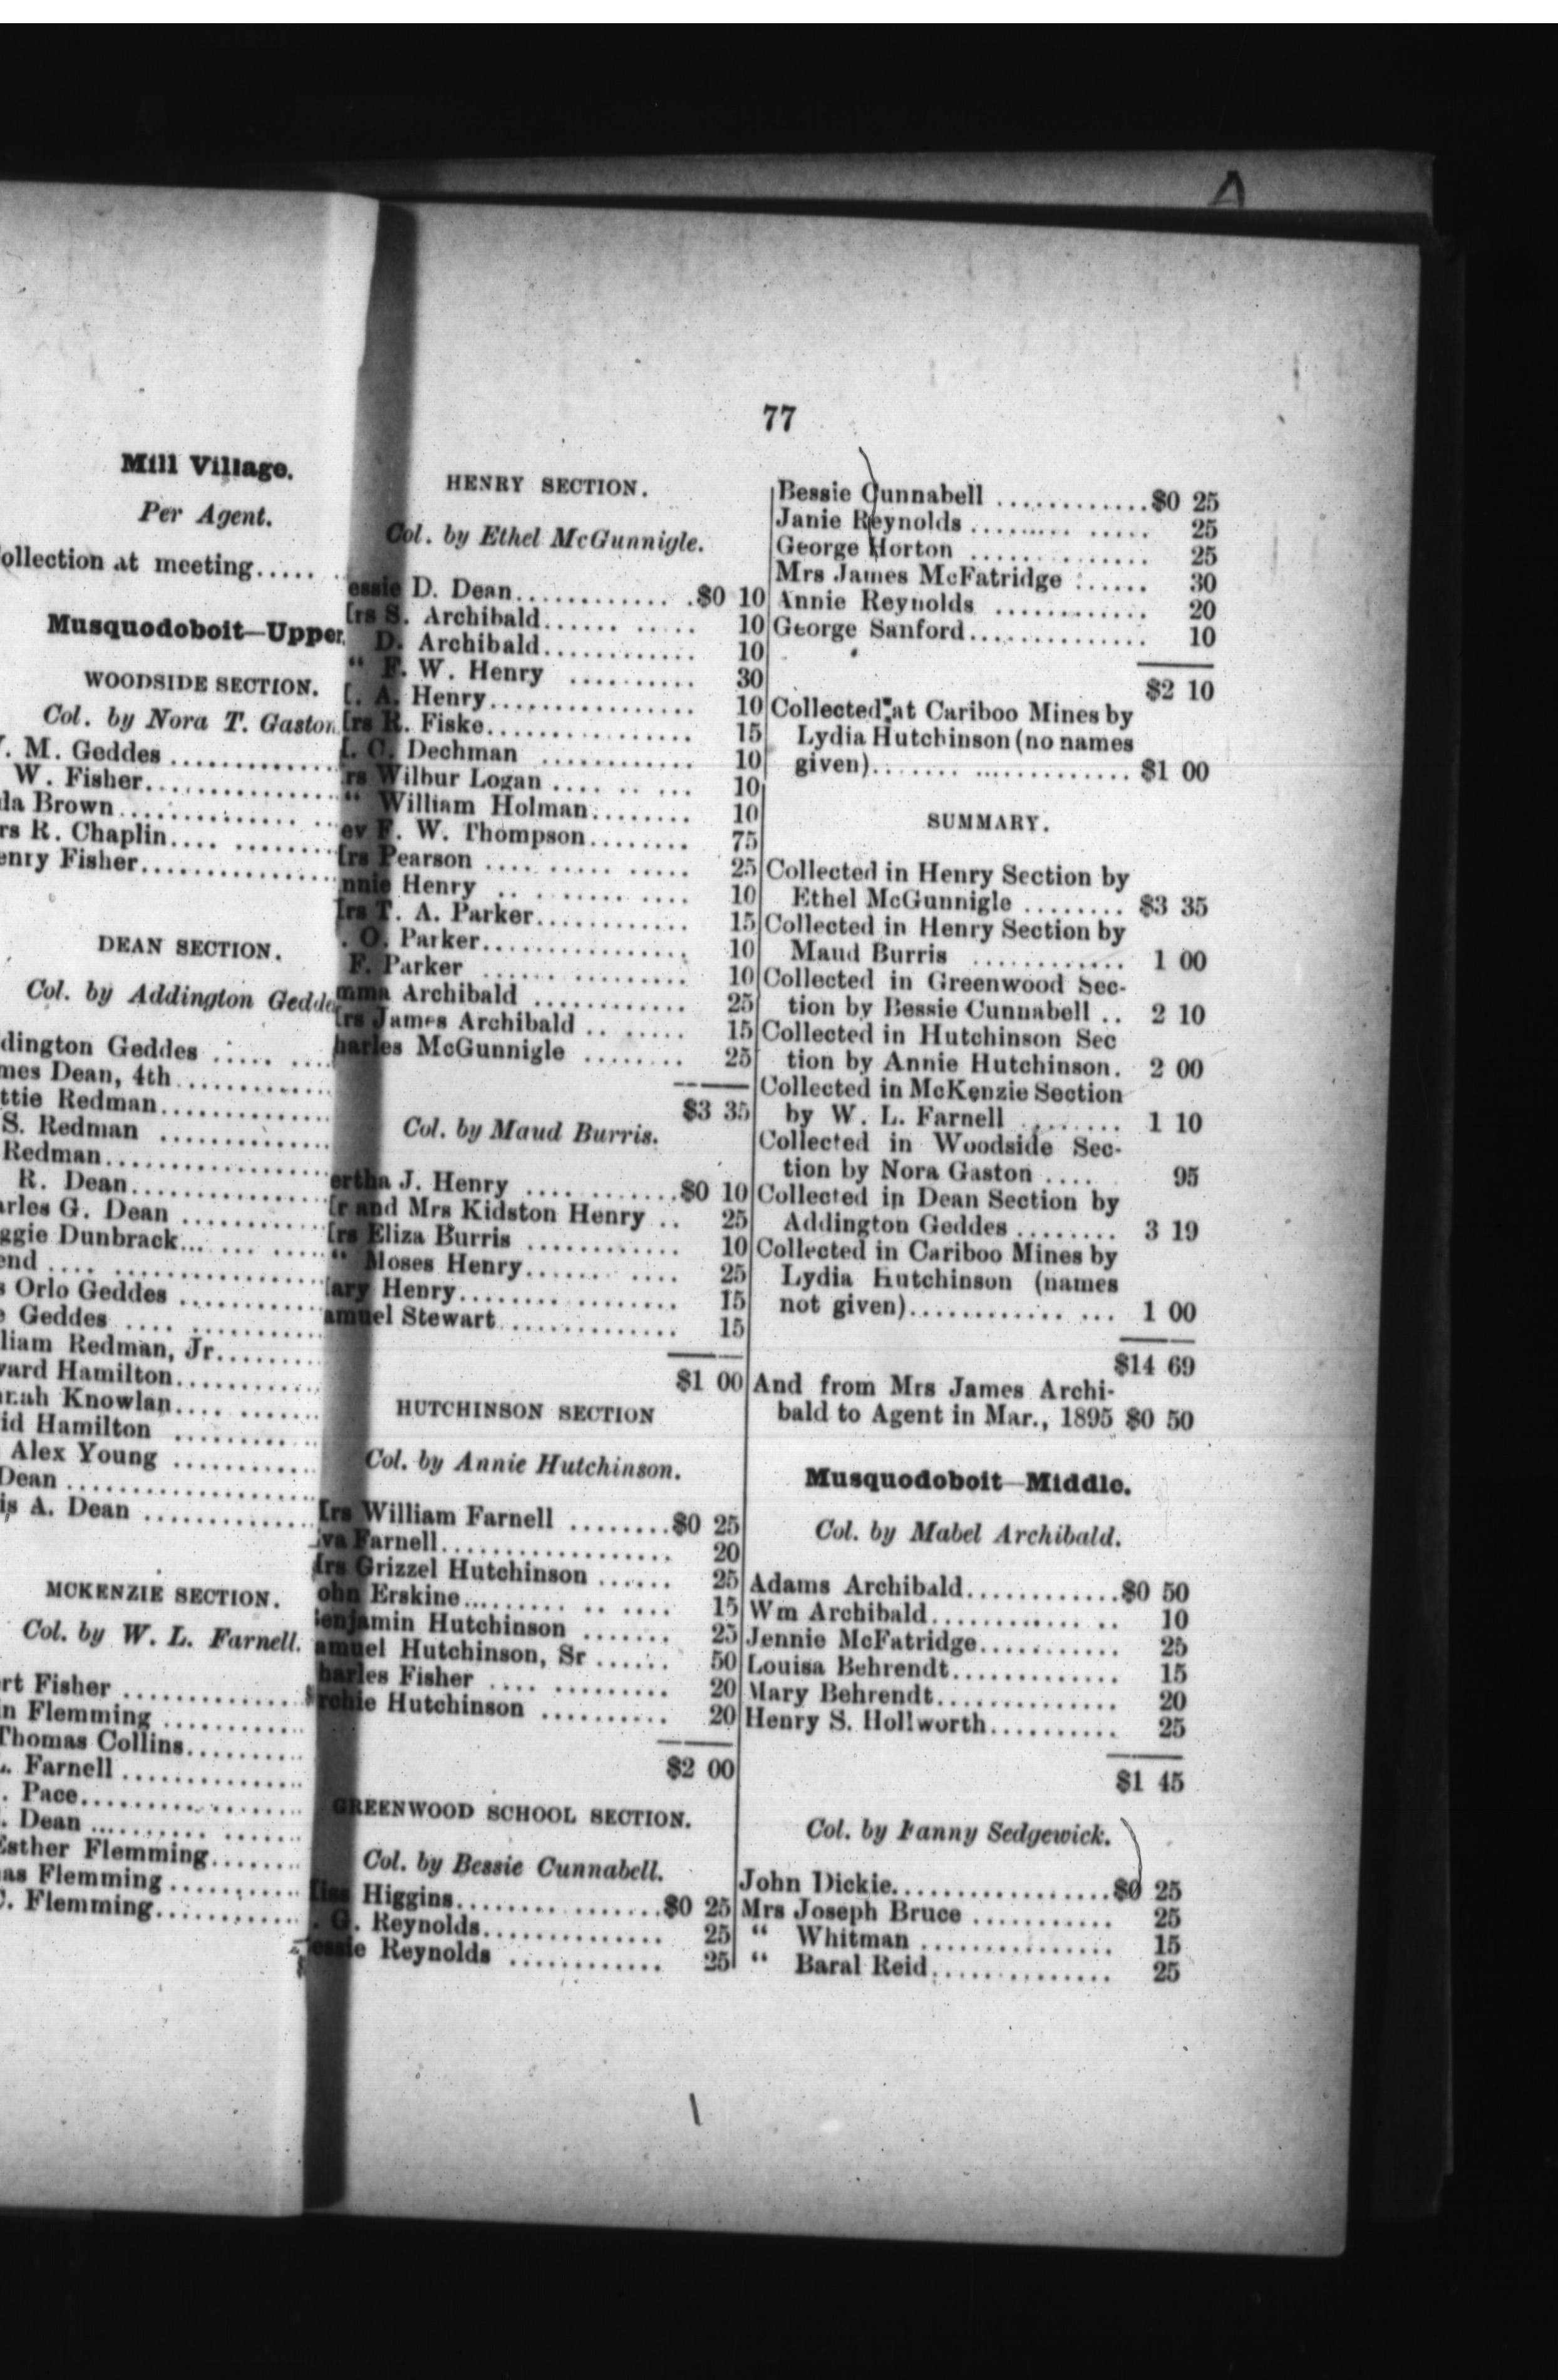 Mill Village.
Per Agent.
ollection at meeting.....
Musquodoboit—Upper.
WOODSIDE SECTION.
Col. by Nora T. Gaston
. M. Geddes ............
W. Fisher...............
la Brown...............
rs R. Chaplin.... ........
enry Fisher...............
DEAN SECTION.
Col. by Addington Gedde
dington Geddes ..... ....
mes Dean, 4th............
ttie Redman..............
S. Redman ..............
Redman.................
R. Dean.................
arles G. Dean ...........
ggie Dunbrack... ... .....
end .... .................
s Orlo Geddes ............
Geddes .... ............
liam Redman, Jr........
ward Hamilton...........
nah Knowlan.... ........
id Hamilton ............
Alex Young ............
Dean ....................
is A. Dean ..............
MCKENZIE SECTION.
Col. by W. L. Farnell.
rt Fisher ................
n Flemming ............
Thomas Collins..........
. Farnell ...............
. Pace..................
. Dean .......... .......
Esther Flemming........
as Flemming ...........
. Flemming.............
77
HENRY SECTION.
Col. by Ethel McGunnigle.
essie D. Dean............ .$0 10
rs S. Archibald...... ..... 10
D. Archibald............ 10
“ F. W. Henry .......... 30
. A. Henry................ 10
rs R. Fiske................ 15
. C. Dechman ............ 10
rs Wilbur Logan .... .. ... 10
“ William Holman........ 10
ev F. W. Thompson........ 75
rs Pearson .... ..... ..... 25
nnie Henry .. ........ .... 10
rs T. A. Parker............ 15
. O. Parker................ 10
F. Parker ...... .......... 10
mma Archibald ............ 25
rs James Archibald .. ...... 15
harles McGunnigle ........ 25
$3 35
Col. by Maud Burris.
ertha J. Henry .... ........$0 10
r and Mrs Kidston Henry .. 25
rs Eliza Burris ............ 10
“ Moses Henry....... .... 25
ary Henry........ ......... 15
amuel Stewart.............. 15
$1 00
HUTCHINSON SECTION
Col. by Annie Hutchinson.
rs William Farnell ........$0 25
va Farnell.................. 20
rs Grizzel Hutchinson ...... 25
ohn Erskine......... .. .... 15
enjamin Hutchinson ....... 25
amuel Hutchinson, Sr ...... 50
harles Fisher .... ......... 20
rchie Hutchinson .......... 20
$2 00
GREENWOOD SCHOOL SECTION.
Col. by Bessie Cunnabell.
iss Higgins......... .......$0 25
. G. Reynolds.............. 25
essie Reynolds ............ 25
Bessie Cunnabell ............$0 25
Janie Reynolds ......... ..... 25
George Horton .............. 25
Mrs James McFatridge ...... 30
Annie Reynolds ............ 20
George Sanford.............. 10
$2 10
Collected at Cariboo Mines by
Lydia Hutchinson (no names
given)....... ................ $1 00
SUMMARY.
Collected in Henry Section by
Ethel McGunnigle ........ $3 35
Collected in Henry Section by
Maud Burris ............ 1 00
Collected in Greenwood Sec-
tion by Bessie Cunnabell .. 2 10
Collected in Hutchinson Sec
tion by Annie Hutchinson. 2 00
Collected in McKenzie Section
by W. L. Farnell ........ 1 10
Collected in Woodside Sec-
tion by Nora Gaston .... 95
Collected in Dean Section by
Addington Geddes ........ 3 19
Collected in Cariboo Mines by
Lydia Hutchinson (names
not given)............ ... 1 00
$14 69
And from Mrs James Archi-
bald to Agent in Mar., 1895 $0 50
Musquodoboit—Middle.
Col. by Mabel Archibald.
Adams Archibald............$0 50
Wm Archibald............ .. 10
Jennie McFatridge........... 25
Louisa Behrendt............. 15
Mary Behrendt.............. 20
Henry S. Hollworth.......... 25
$1 45
Col. by Fanny Sedgewick.
John Dickie.................$0 25
Mrs Joseph Bruce ........... 25
“ Whitman ............... 15
“ Baral Reid.............. 25